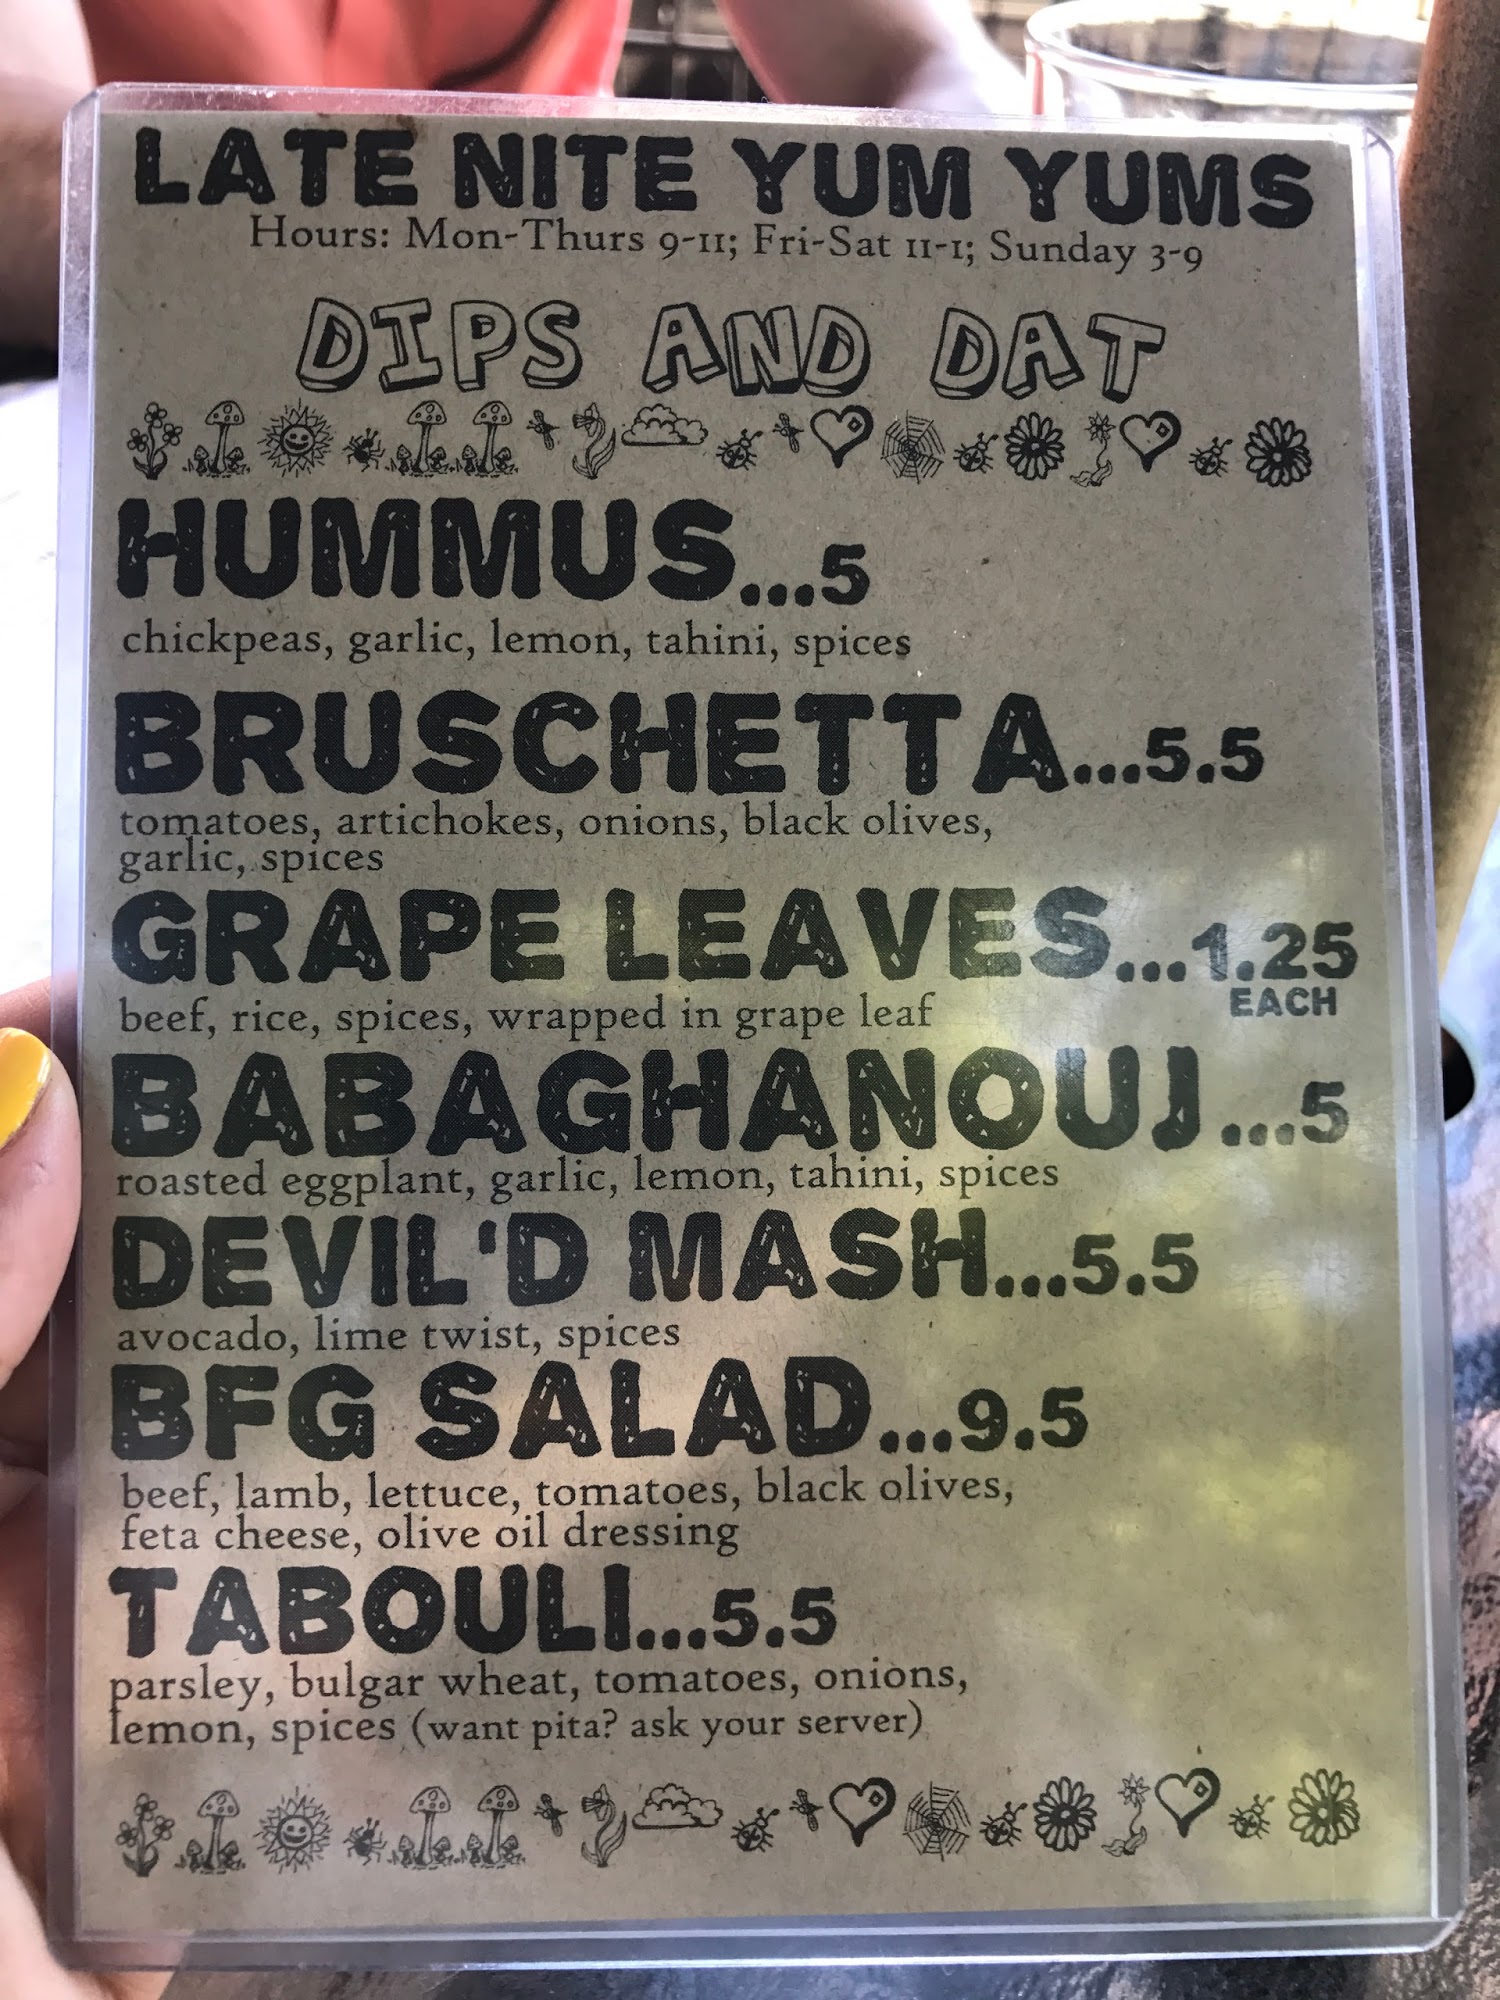 LATE NITE YUM YUMS
Hours: Mon-Thurs 9-11; Fri-Sat 11-1; Sunday 3-9
DIPS AND DAT
HUMMUS...5
chickpeas, garlic, lemon, tahini, spices
BRUSCHETTA...5.5
tomatoes, artichokes, onions, black olives,
garlic, spices
GRAPE LEAVES...1.25
EACH
beef, rice, spices, wrapped in grape leaf
BABAGHANOUJ...5
roasted eggplant, garlic, lemon, tahini, spices
DEVIL'D MASH...5.5
avocado, lime twist, spices
BFG SALAD...9.5
beef, lamb, lettuce, tomatoes, black olives,
feta cheese, olive oil dressing
TABOULI...5.5
parsley, bulgar wheat, tomatoes, onions,
lemon, spices (want pita? ask your server)